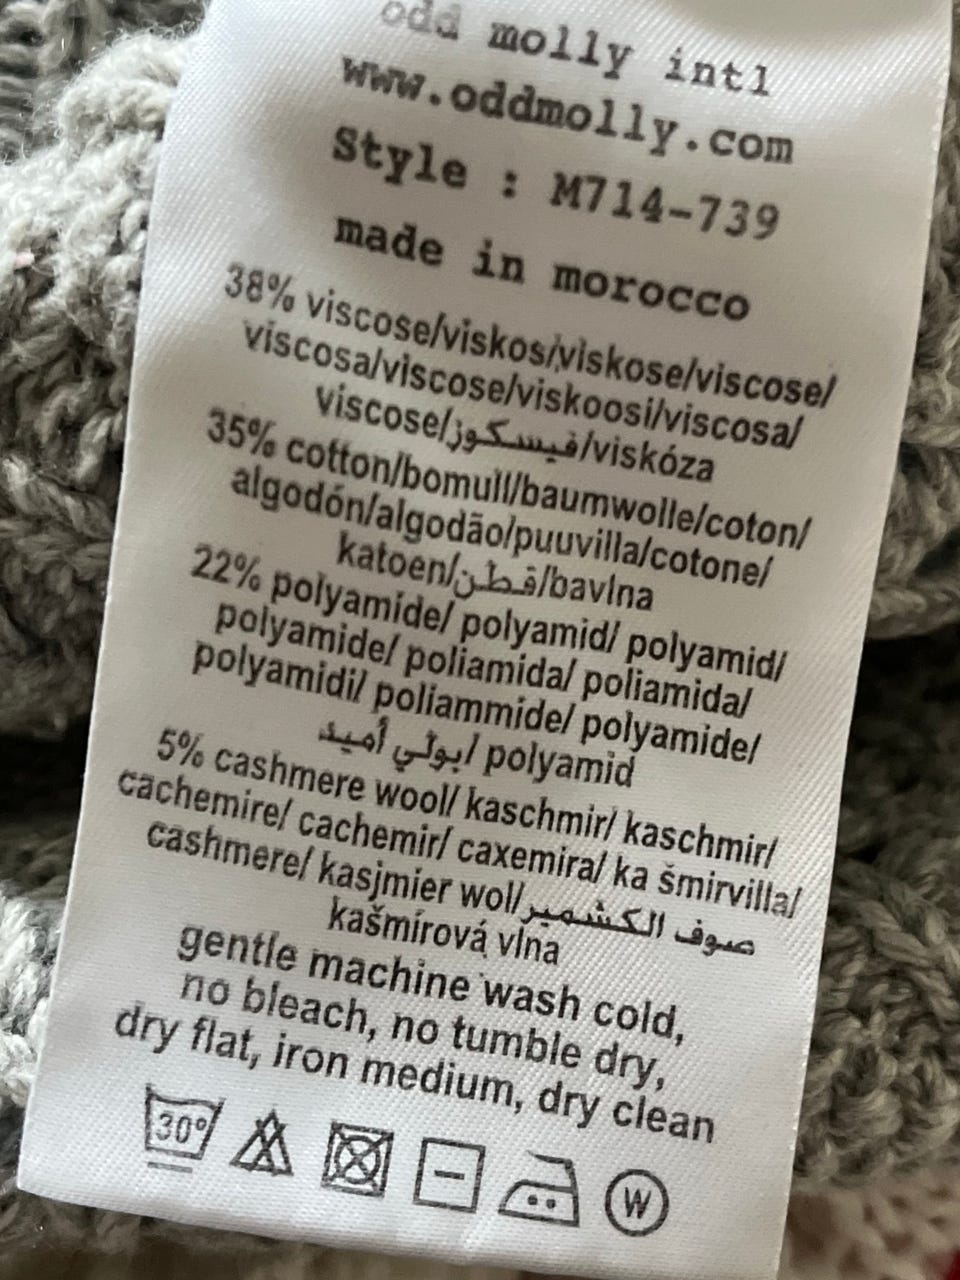 odd molly intl
www.oddmolly.com
Style : M714-739
made in morocco
38% viscose/viskos/viskose/viscose/
viscosa/viscose/viskoosi/viscosa/
viscose/فيسكوز/viskóza
35% cotton/bomull/baumwolle/coton/
algodón/algodão/puuvilla/cotone/
katoen/قطن/bavlna
22% polyamide/ polyamid/ polyamid/
polyamide/ poliamida/ poliamida/
polyamidi/ poliammide/ polyamide/
بولي أميد/ polyamid
5% cashmere wool/ kaschmir/ kaschmir/
cachemire/ cachemir/ caxemira/ ka šmirvilla/
cashmere/ kasjmier wol/صوف الكشمير
kašmírová vlna
gentle machine wash cold,
no bleach, no tumble dry,
dry flat, iron medium, dry clean
30° W